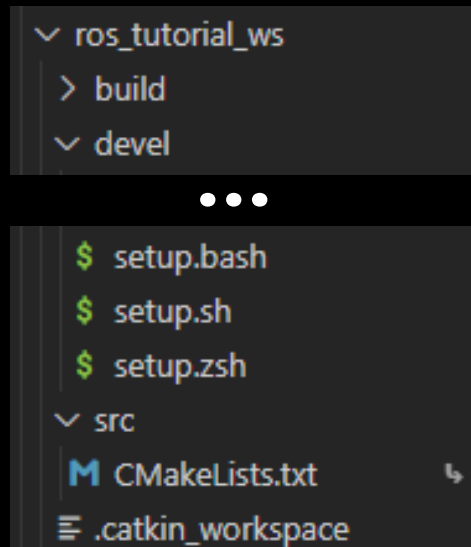 ros_tutorial_ws
build
devel
...
setup.bash
setup.sh
setup.zsh
src
CMakeLists.txt
.catkin_workspace